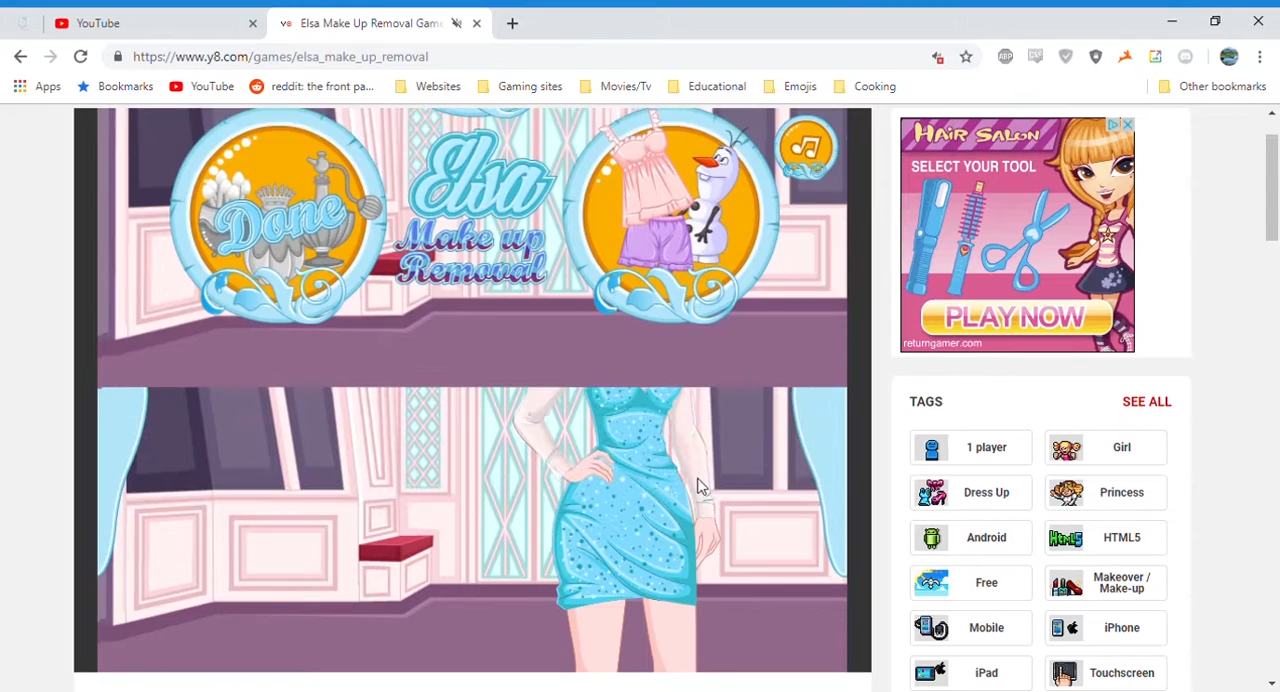 YouTube
Elsa Make Up Removal Gam
https://www.y8.com/games/elsa_make_up_removal
Apps
Bookmarks
YouTube
reddit: the front pa...
Websites
Gaming sites
Movies/Tv
Educational
Emojis
Cooking
Other bookmarks
Done
Elsa
Make up
Removal
HAIR SALON
SELECT YOUR TOOL
PLAY NOW
returngamer.com
TAGS
SEE ALL
1 player
Girl
Dress Up
Princess
Android
HTML5
Free
Makeover /
Make-up
Mobile
iPhone
iPad
Touchscreen